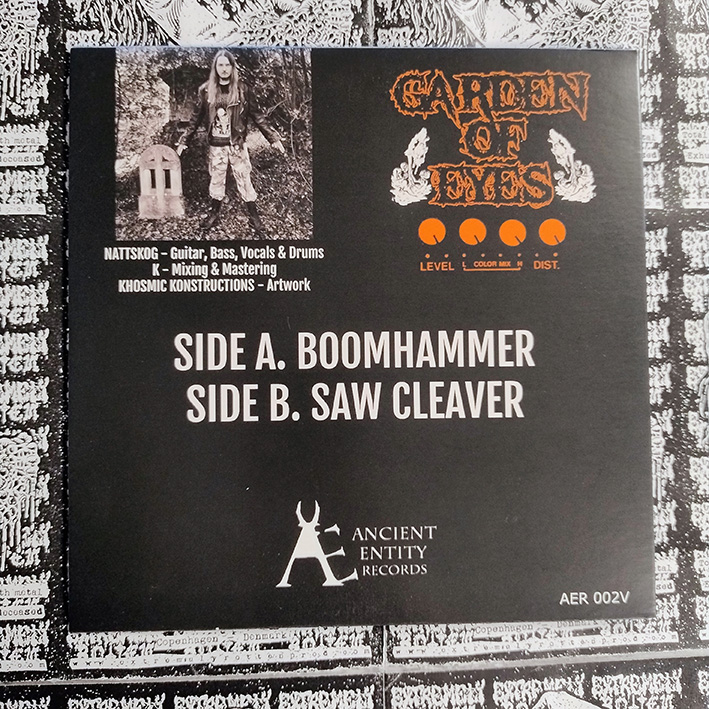 GARDEN
OF
EYES
LEVEL L COLOR MIX H DIST.
NATTSKOG – Guitar, Bass, Vocals & Drums
K – Mixing & Mastering
KHOSMIC KONSTRUCTIONS – Artwork
SIDE A. BOOMHAMMER
SIDE B. SAW CLEAVER
Æ ANCIENT
ENTITY
RECORDS
AER 002V
Copenhagen - Denmark